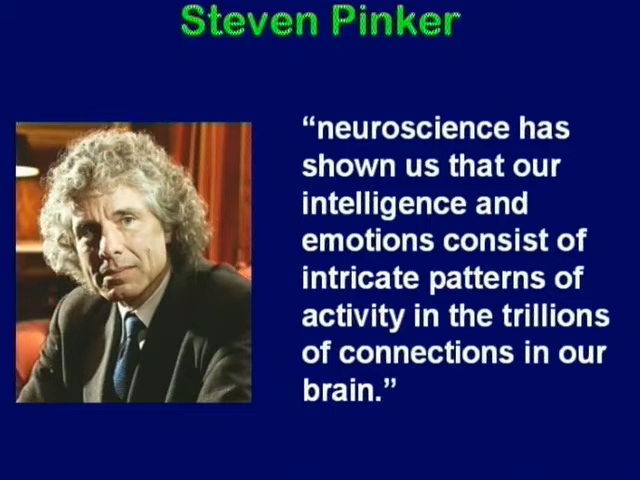 Steven Pinker
“neuroscience has
shown us that our
intelligence and
emotions consist of
intricate patterns of
activity in the trillions
of connections in our
brain.”